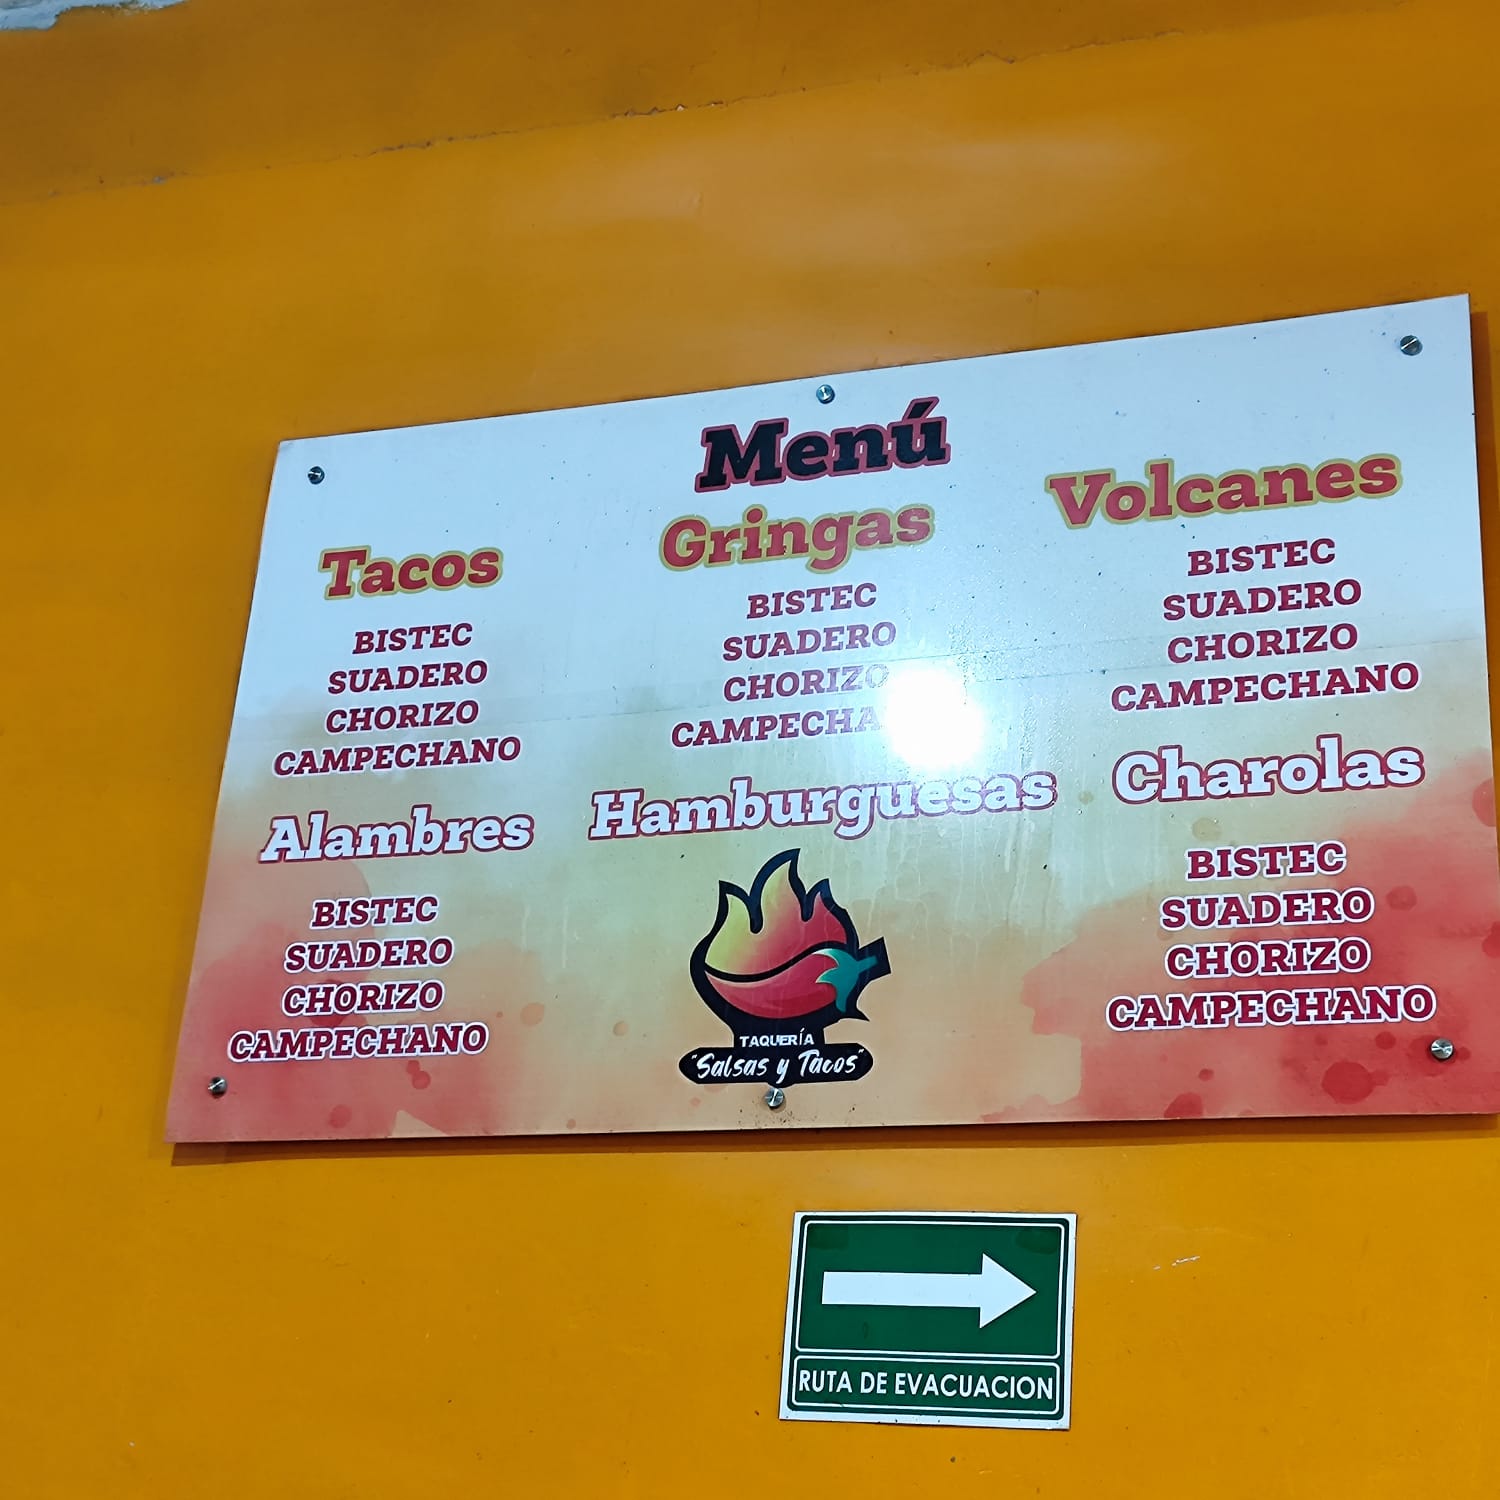 Menú
Tacos
BISTEC
SUADERO
CHORIZO
CAMPECHANO
Gringas
BISTEC
SUADERO
CHORIZO
Volcanes
BISTEC
SUADERO
CHORIZO
CAMPECHANO
Alambres
BISTEC
SUADERO
CHORIZO
CAMPECHANO
Hamburguesas
Charolas
BISTEC
SUADERO
CHORIZO
CAMPECHANO
TAQUERÍA
"Salsas y Tacos"
RUTA DE EVACUACION